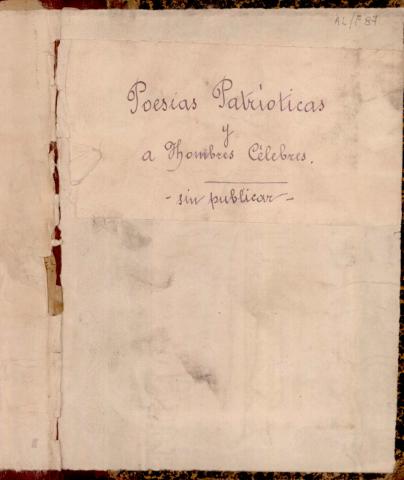 AL/F-87
Poesias Patrioticas
y
a Hombres Célebres.
- sin publicar -